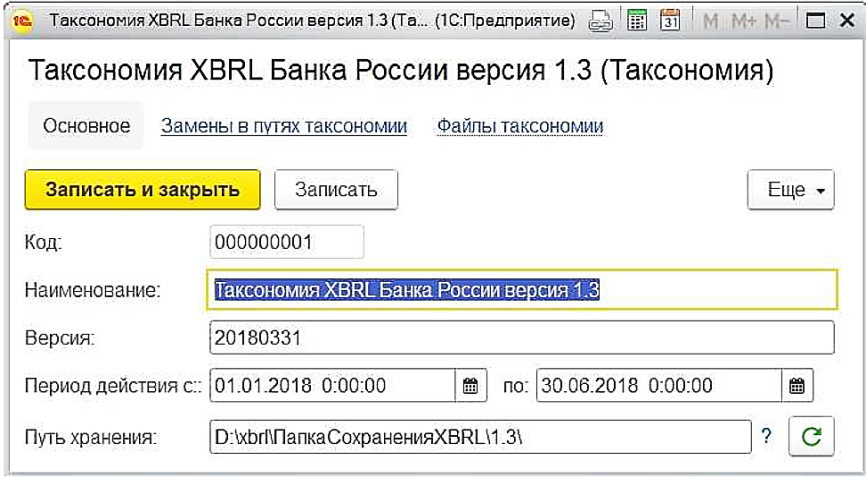 1С Таксономия XBRL Банка России версия 1.3 (Та... (1С:Предприятие) 31 M M+ M-
Таксономия XBRL Банка России версия 1.3 (Таксономия)
Основное Замены в путях таксономии Файлы таксономии
Записать и закрыть Записать Еще
Код: 000000001
Наименование: Таксономия XBRL Банка России версия 1.3
Версия: 20180331
Период действия с:: 01.01.2018 0:00:00 по: 30.06.2018 0:00:00
Путь хранения: D:\xbrl\ПапкаСохраненияXBRL\1.3\ ?